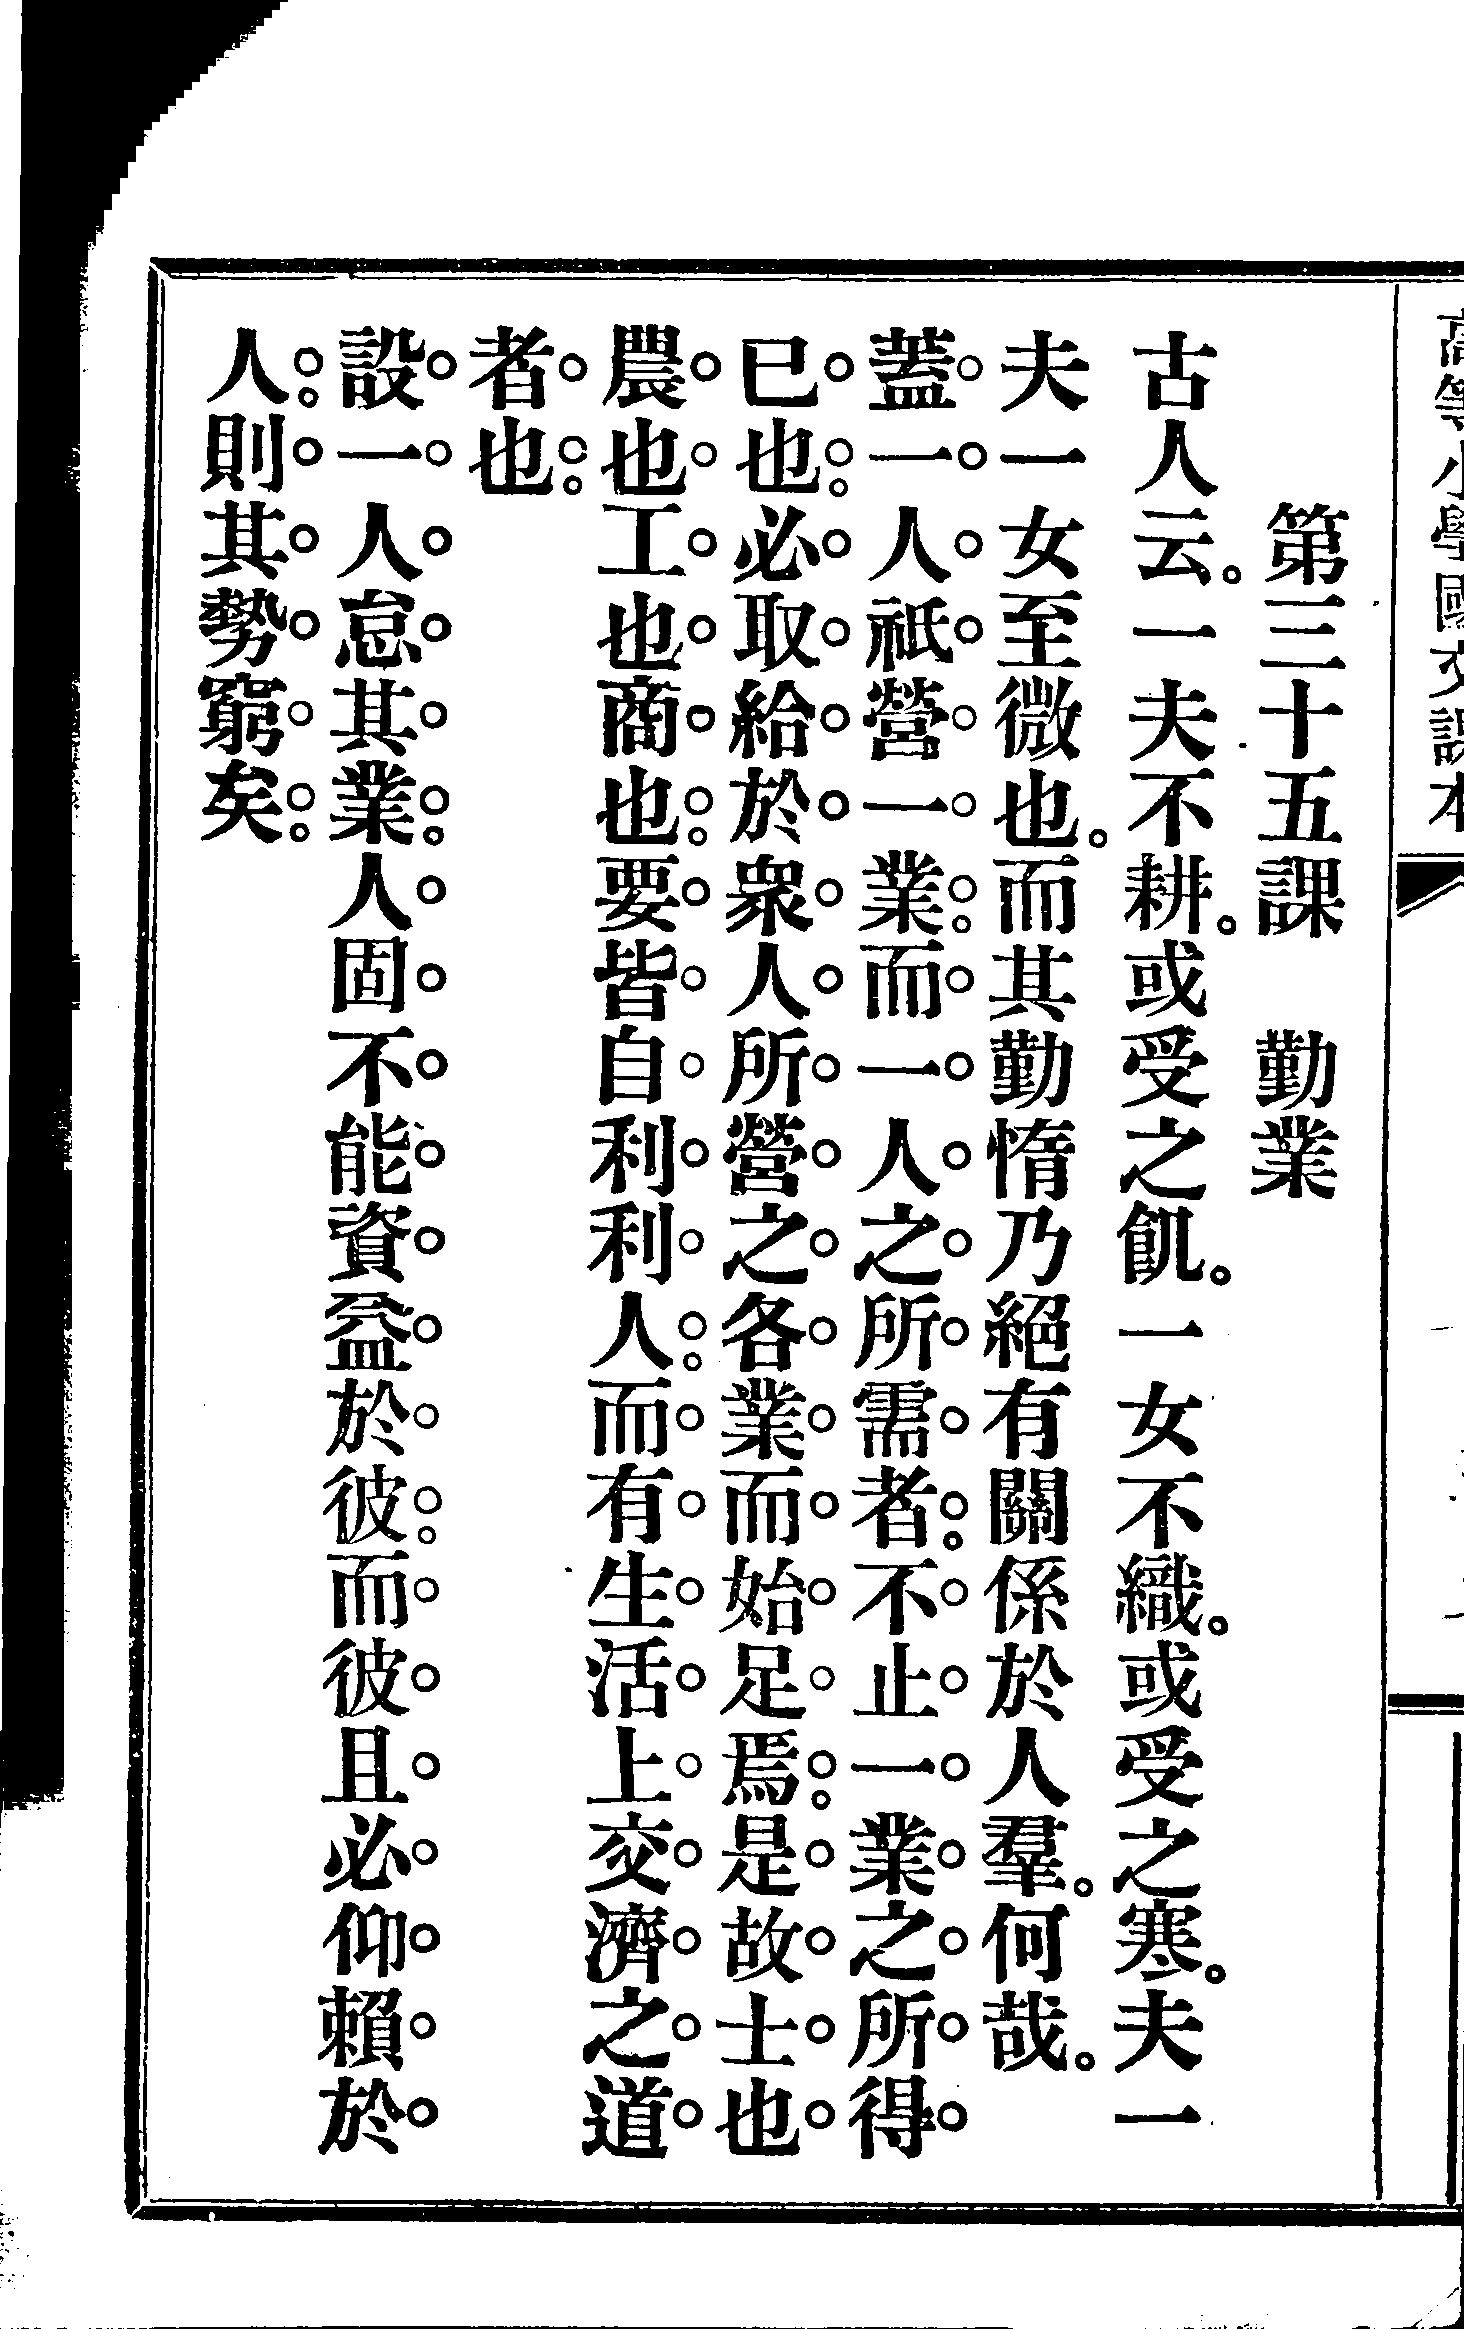 高等小學國文課本
第三十五課　勤業
古人云。一夫不耕。或受之飢。一女不織。或受之寒。夫一
夫一女至微也。而其勤惰乃絕有關係於人羣。何哉。
蓋一人祇營一業。而一人之所需者。不止一業之所得
已也。必取給於衆人所營之各業而始足焉。是故士也
農也工也商也。要皆自利利人。而有生活上交濟之道
者也。
設一人怠其業。人固不能資益於彼。而彼且必仰賴於
人。則其勢窮矣。